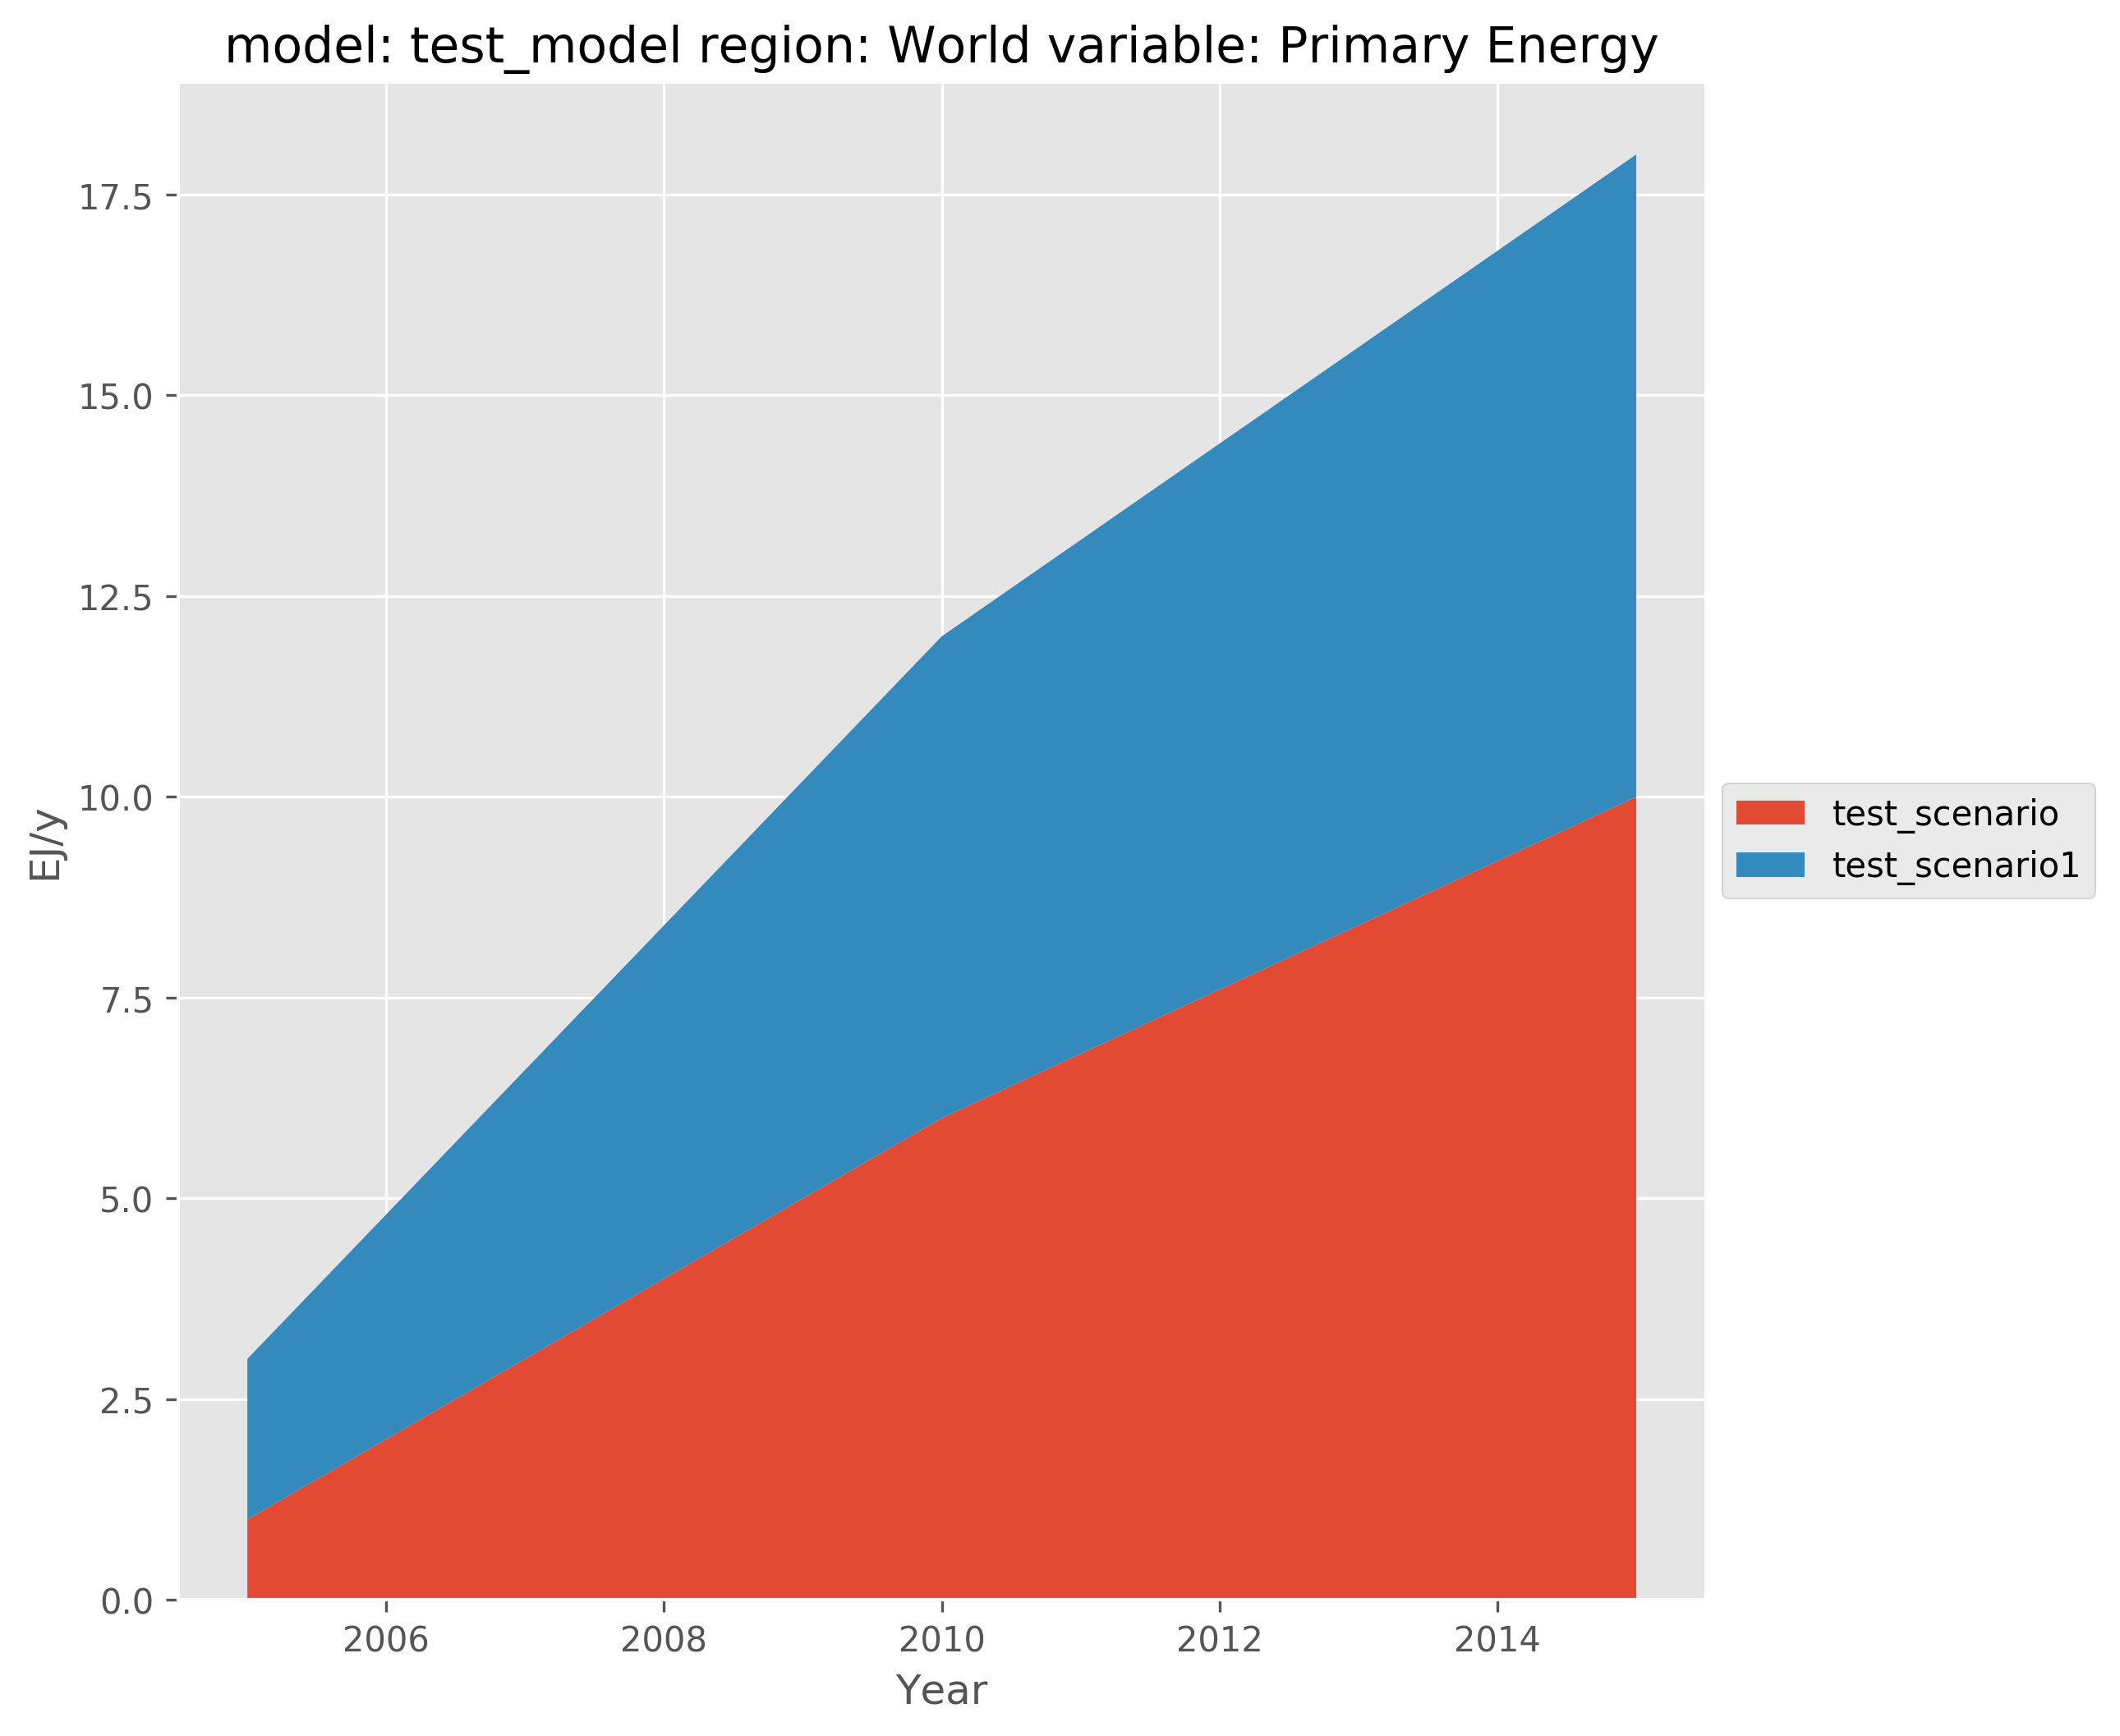 model: test_model region: World variable: Primary Energy
17.5
15.0
12.5
10.0
7.5
5.0
2.5
0.0
EJ/y
2006 2008 2010 2012 2014
Year
test_scenario
test_scenario1